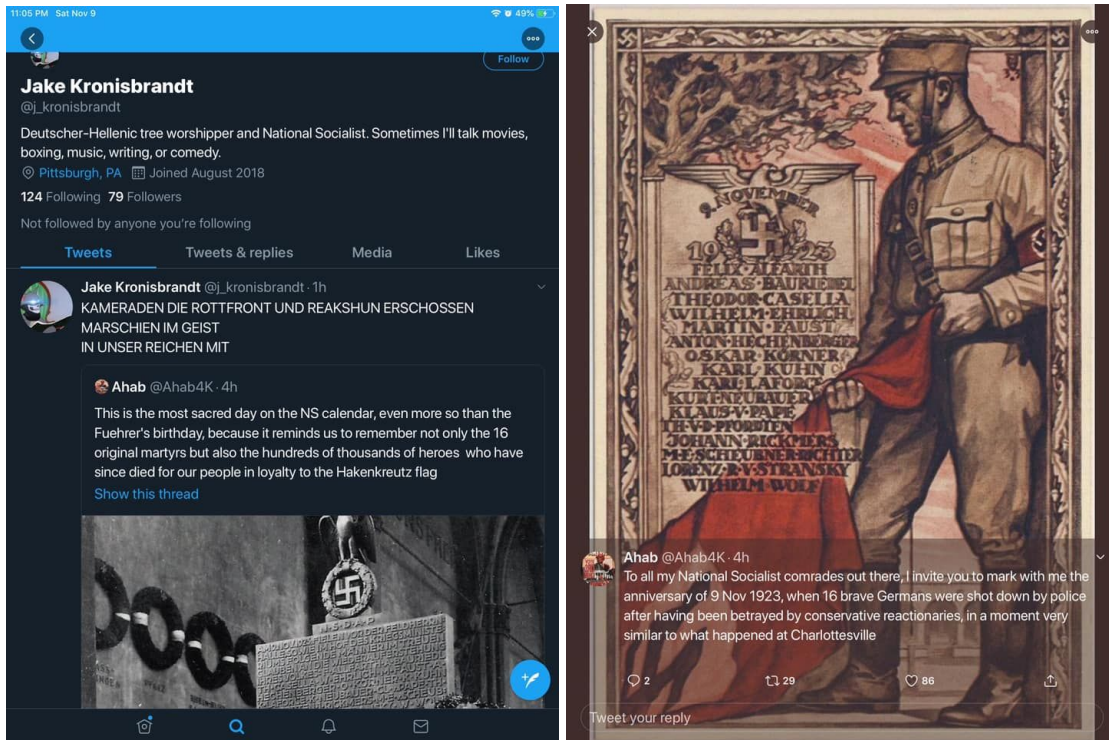 11:05 PM Sat Nov 9
49%
Follow
Jake Kronisbrandt
@j_kronisbrandt
Deutscher-Hellenic tree worshipper and National Socialist. Sometimes I'll talk movies,
boxing, music, writing, or comedy.
Pittsburgh, PA Joined August 2018
124 Following 79 Followers
Not followed by anyone you're following
Tweets Tweets & replies Media Likes
Jake Kronisbrandt @j_kronisbrandt · 1h
KAMERADEN DIE ROTTFRONT UND REAKSHUN ERSCHOSSEN
MARSCHIEN IM GEIST
IN UNSER REICHEN MIT
Ahab @Ahab4K · 4h
This is the most sacred day on the NS calendar, even more so than the
Fuehrer's birthday, because it reminds us to remember not only the 16
original martyrs but also the hundreds of thousands of heroes who have
since died for our people in loyalty to the Hakenkreutz flag
Show this thread
N·S·D·A·P
9. NOVEMBER
1923
FELIX·ALFARTH
ANDREAS·BAURIEDEL
THEODOR·CASELLA
WILHELM·EHRLICH
MARTIN·FAUST
ANTON·HECHENBERGER
OSKAR·KÖRNER
KARL·KUHN
KARL·LAFORCE
KURT·NEUBAUER
KLAUS·V·PAPE
TH·V·D·PFORDTEN
JOHANN·RICKMERS
M·E·SCHEUBNER·RICHTER
LORENZ·R·V·STRANSKY
WILHELM·WOLF
Ahab @Ahab4K · 4h
To all my National Socialist comrades out there, I invite you to mark with me the
anniversary of 9 Nov 1923, when 16 brave Germans were shot down by police
after having been betrayed by conservative reactionaries, in a moment very
similar to what happened at Charlottesville
2 29 86
Tweet your reply